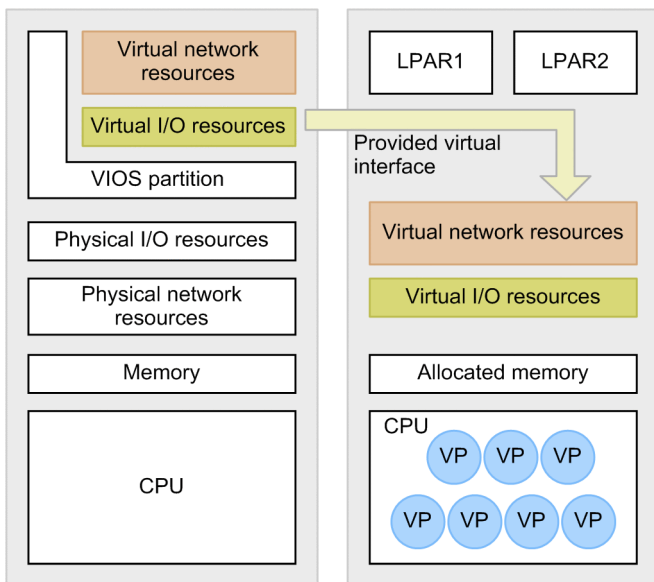 Virtual network
resources
Virtual I/O resources
VIOS partition
Physical I/O resources
Physical network
resources
Memory
CPU
LPAR1
LPAR2
Provided virtual
interface
Virtual network resources
Virtual I/O resources
Allocated memory
CPU
VP
VP
VP
VP
VP
VP
VP